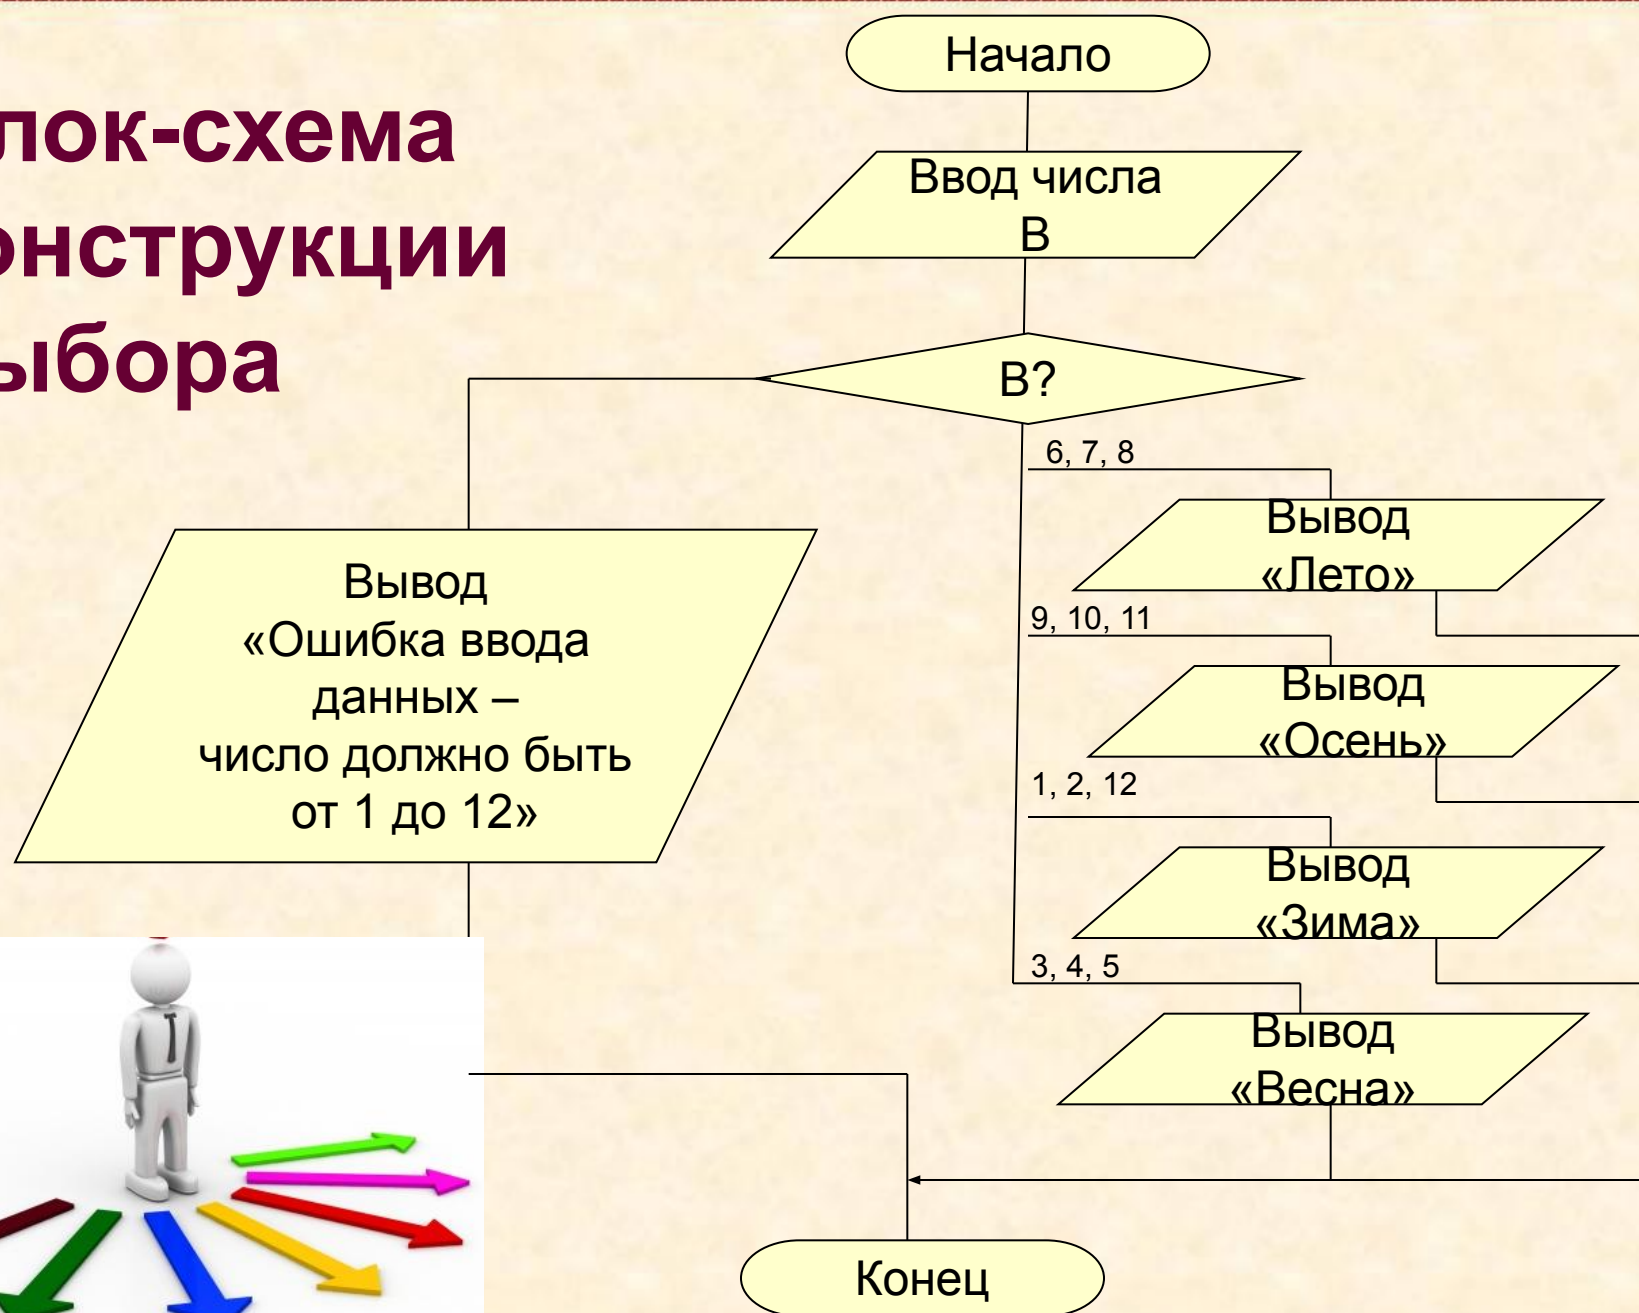 лок-схема
онструкции
ыбора
Начало
Ввод числа
В
В?
6, 7, 8
Вывод
«Лето»
9, 10, 11
Вывод
«Осень»
1, 2, 12
Вывод
«Зима»
3, 4, 5
Вывод
«Весна»
Вывод
«Ошибка ввода
данных –
число должно быть
от 1 до 12»
Конец